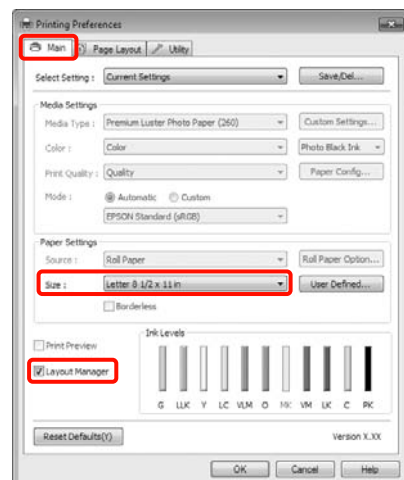 Printing Preferences
Main Page Layout Utility
Select Setting : Current Settings Save/Del...
Media Settings
Media Type : Premium Luster Photo Paper (260) Custom Settings...
Color : Color Photo Black Ink
Print Quality : Quality Paper Config...
Mode : Automatic Custom
EPSON Standard (sRGB)
Paper Settings
Source : Roll Paper Roll Paper Option...
Size : Letter 8 1/2 x 11 in User Defined...
Borderless
Ink Levels
Print Preview
Layout Manager
G LLK Y LC VLM O MK VM LK C PK
Reset Defaults(Y) Version X.XX
OK Cancel Help